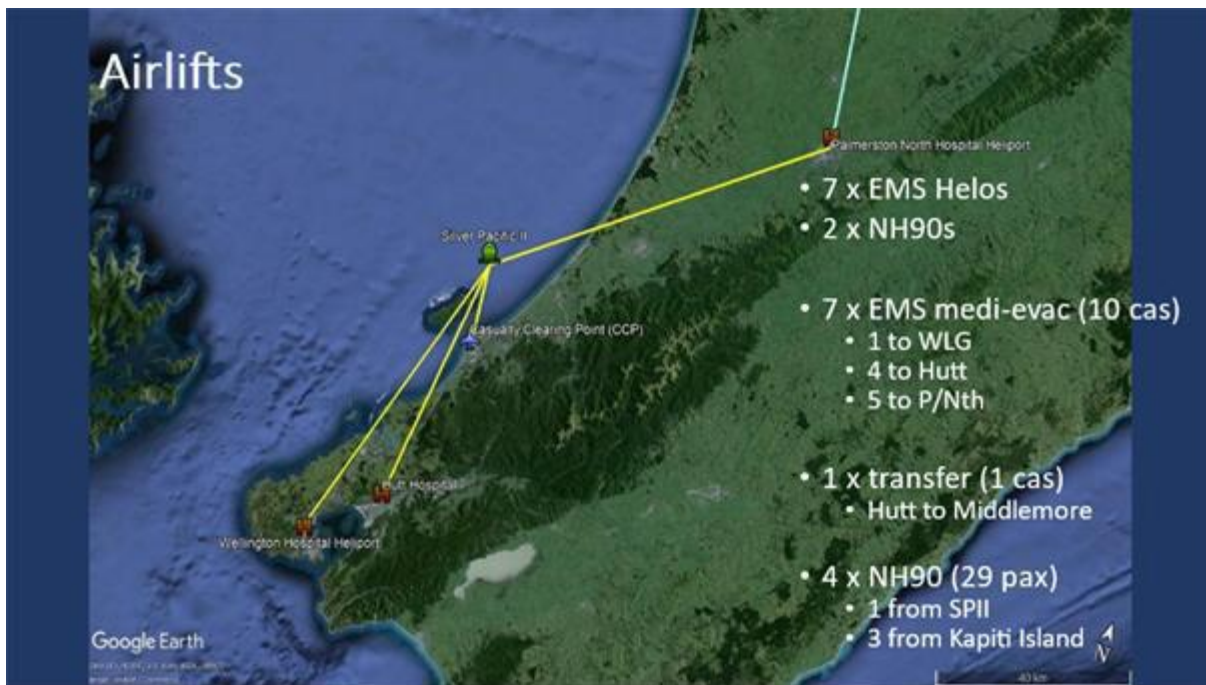 Airlifts
Palmerston North Hospital Heliport
• 7 x EMS Helos
• 2 x NH90s
Silver Pacific II
• 7 x EMS medi-evac (10 cas)
Casualty Clearing Point (CCP)
• 1 to WLG
• 4 to Hutt
• 5 to P/Nth
• 1 x transfer (1 cas)
Hutt Hospital
• Hutt to Middlemore
Wellington Hospital Heliport
• 4 x NH90 (29 pax)
• 1 from SPII
• 3 from Kapiti Island
Google Earth
N
40 km